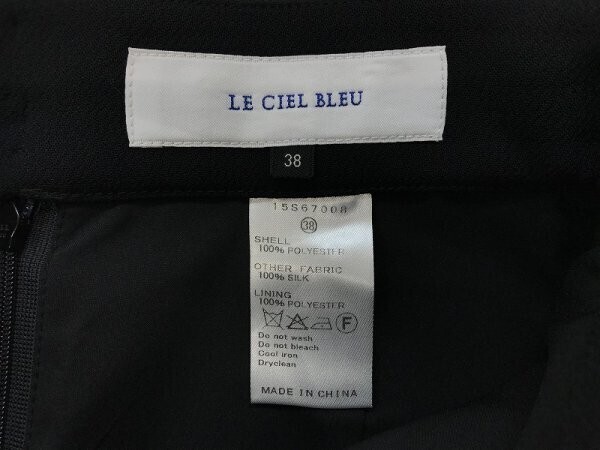 LE CIEL BLEU
38
15S67008
38
SHELL
100% POLYESTER
OTHER FABRIC
100% SILK
LINING
100% POLYESTER
F
Do not wash
Do not bleach
Cool iron
Dryclean
MADE IN CHINA